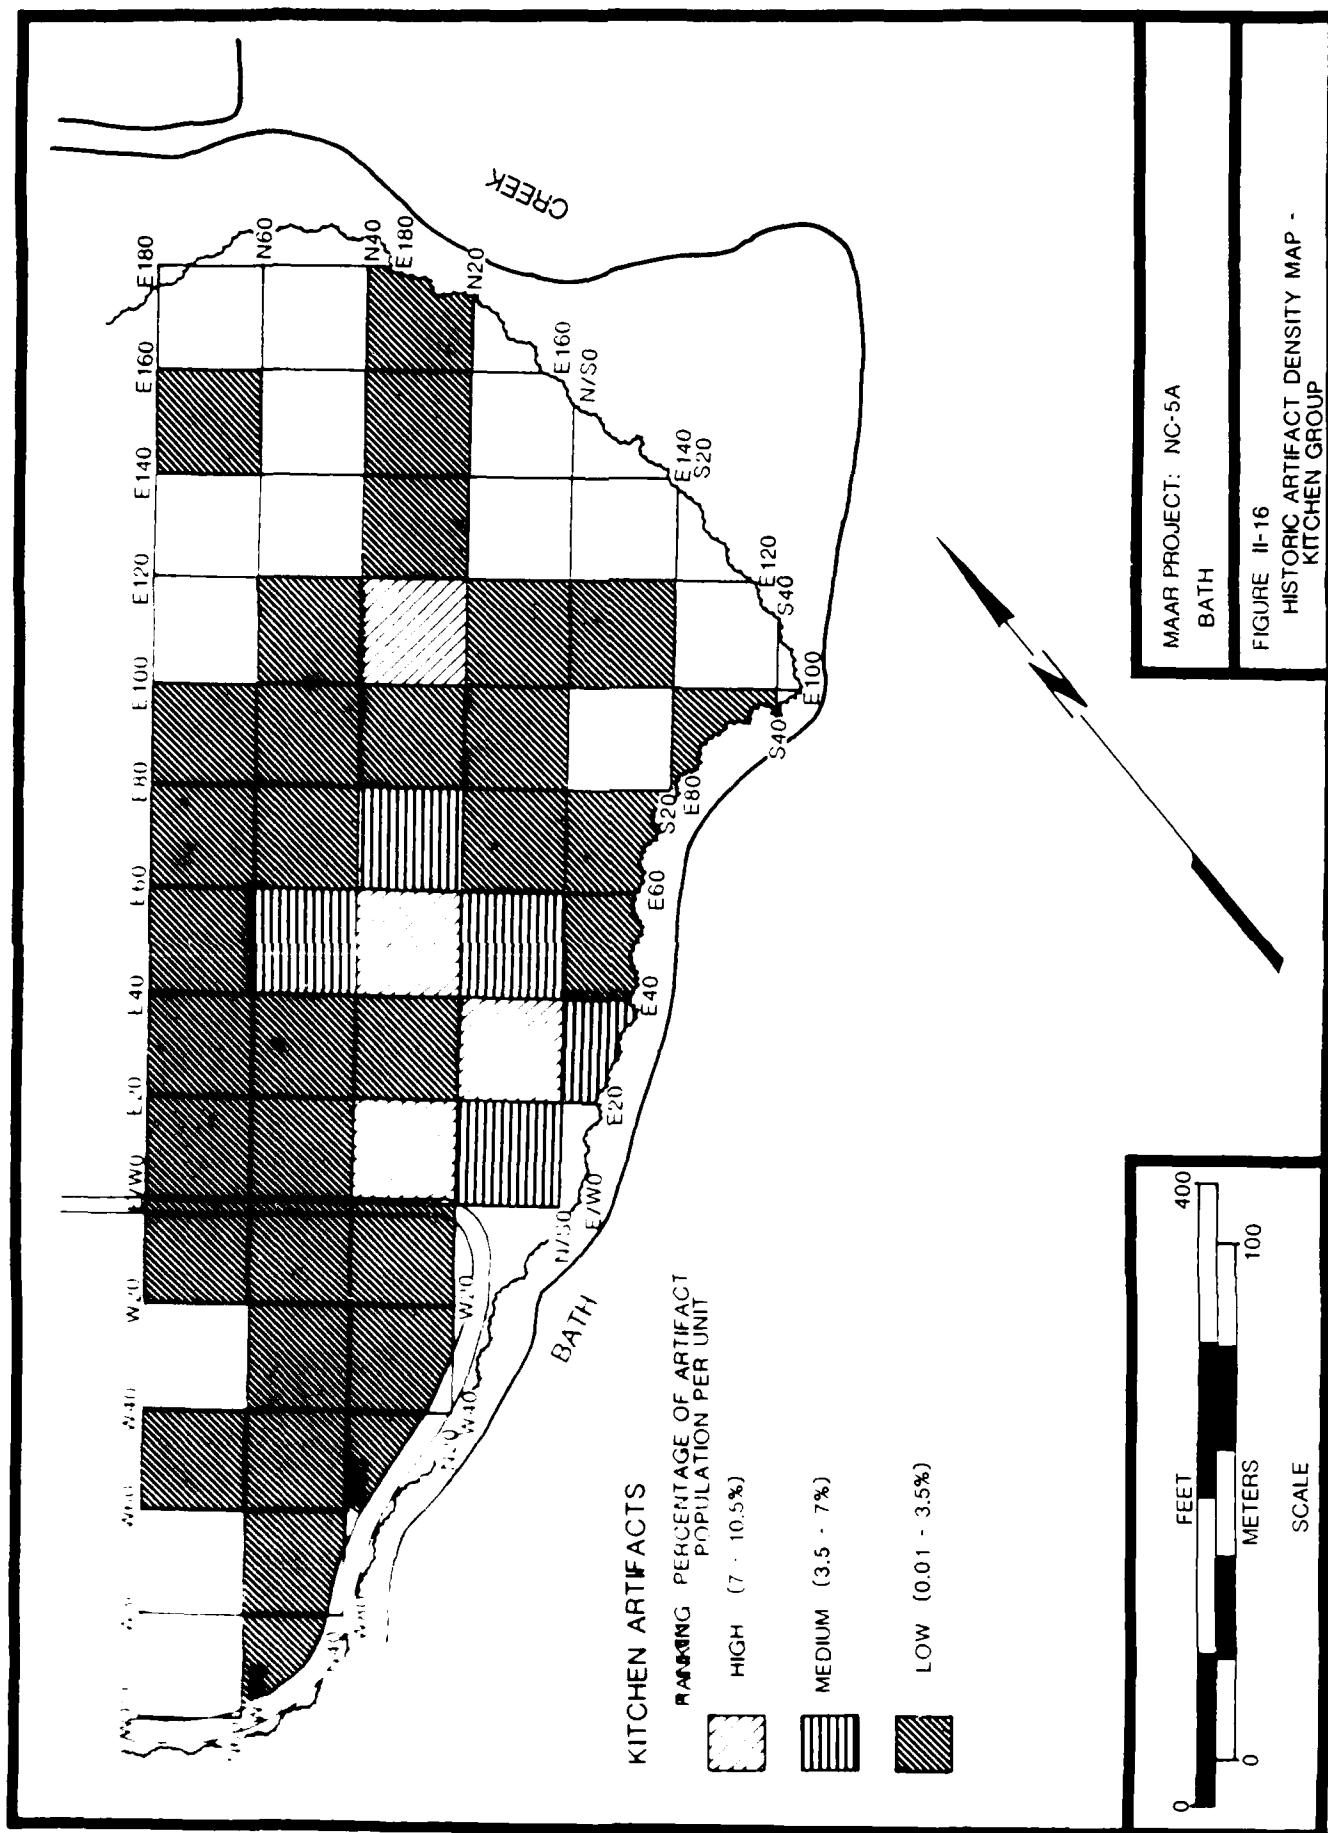 E180
E160
E140
E120
E100
E80
E60
E40
E20
E/W0
W20
W40
W60
N60
N40
E180
N20
E160
N/S0
E140
S20
E120
S40
E100
S40
E80
S20
E60
E40
E20
E/W0
N/S0
W20
W40
CREEK
BATH
KITCHEN ARTIFACTS
RANKING PERCENTAGE OF ARTIFACT
POPULATION PER UNIT
HIGH (7 - 10.5%)
MEDIUM (3.5 - 7%)
LOW (0.01 - 3.5%)
0 FEET 400
0 METERS 100
SCALE
MAAR PROJECT: NC-5A
BATH
FIGURE II-16
HISTORIC ARTIFACT DENSITY MAP -
KITCHEN GROUP